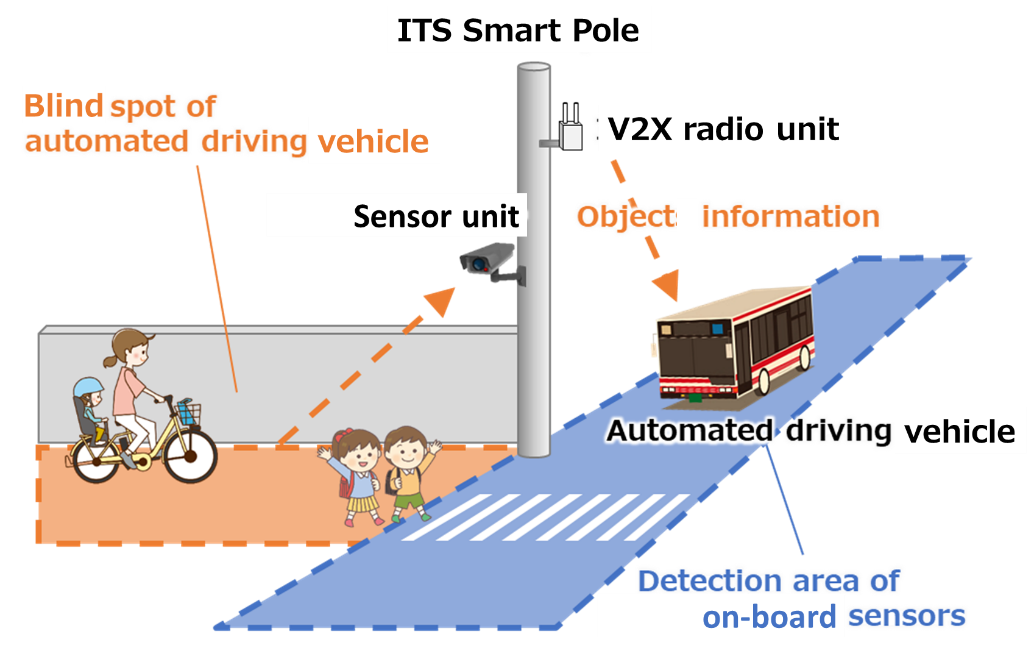 ITS Smart Pole
Blind spot of
automated driving vehicle
V2X radio unit
Sensor unit
Object information
Automated driving vehicle
Detection area of
on-board sensors